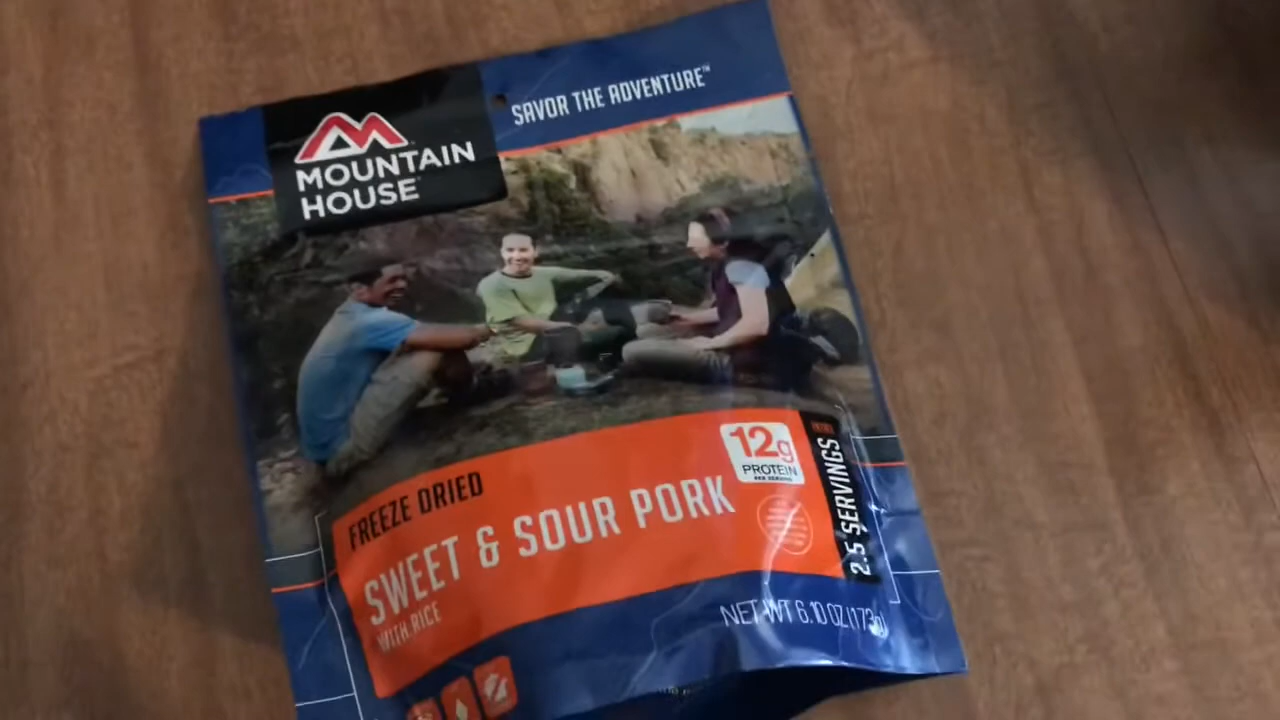 SAVOR THE ADVENTURE™
MOUNTAIN
HOUSE
12g
PROTEIN
PER SERVING
FREEZE DRIED
SWEET & SOUR PORK
WITH RICE
2.5 SERVINGS
NET WT 6.10 OZ (173g)